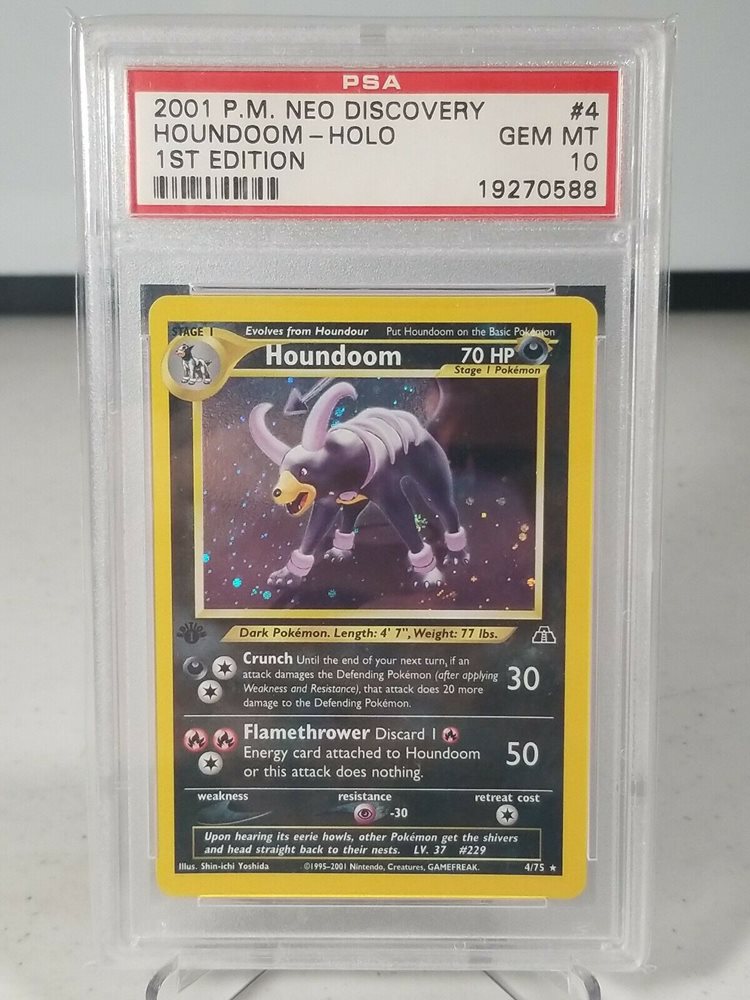 PSA
2001 P.M. NEO DISCOVERY #4
HOUNDOOM - HOLO GEM MT
1ST EDITION 10
19270588
STAGE 1 Evolves from Houndour Put Houndoom on the Basic Pokémon
Houndoom 70 HP
Stage 1 Pokémon
EDITION
1
Dark Pokémon. Length: 4' 7", Weight: 77 lbs.
Crunch Until the end of your next turn, if an
attack damages the Defending Pokémon (after applying
Weakness and Resistance), that attack does 20 more
damage to the Defending Pokémon.
30
Flamethrower Discard 1
Energy card attached to Houndoom
or this attack does nothing.
50
weakness resistance retreat cost
-30
Upon hearing its eerie howls, other Pokémon get the shivers
and head straight back to their nests. LV. 37 #229
Illus. Shin-ichi Yoshida ©1995-2001 Nintendo, Creatures, GAMEFREAK. 4/75 ★